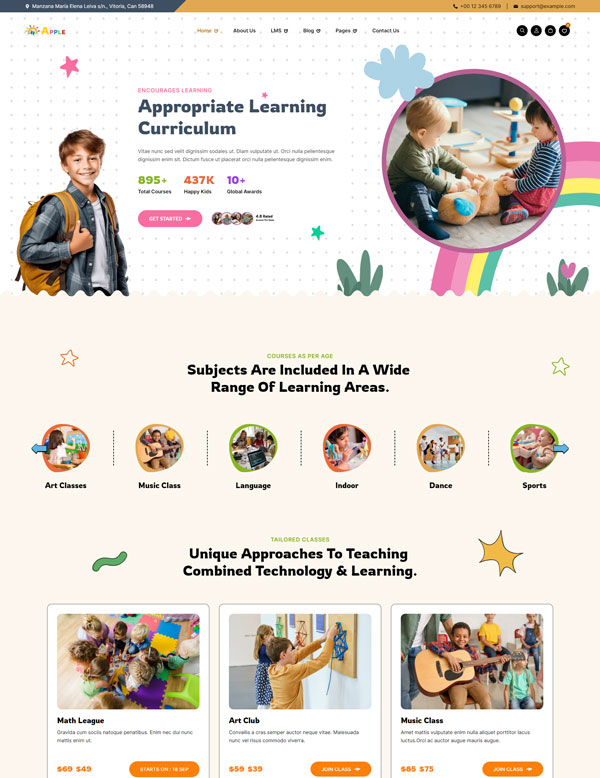 Manzana María Elena Leiva s/n., Vitoria, Can 58948
+00 12 345 6789 | support@example.com
APPLE
Home
About Us
LMS
Blog
Pages
Contact Us
ENCOURAGES LEARNING
Appropriate Learning
Curriculum
Vitae nunc sed velit dignissim sodales ut. Diam vulputate ut. Orci nulla pellentesque
dignissim enim sit. Dictum fusce ut placerat orci nulla pellentesque dignissim enim.
895+ 437K 10+
Total Courses Happy Kids Global Awards
GET STARTED
4.8 Rated
COURSES AS PER AGE
Subjects Are Included In A Wide
Range Of Learning Areas.
Art Classes
Music Class
Language
Indoor
Dance
Sports
TAILORED CLASSES
Unique Approaches To Teaching
Combined Technology & Learning.
Math League
Gravida cum sociis natoque penatibus. Enim nec dui nunc
mattis enim ut.
$69 $49
STARTS ON : 18 SEP
Art Club
Convallis a cras semper auctor neque vitae. Malesuada
nunc vel risus commodo viverra.
$59 $39
JOIN CLASS
Music Class
Amet mattis vulputate enim nulla aliquet porttitor lacus
luctus.Orci ac auctor augue mauris augue.
$85 $75
JOIN CLASS